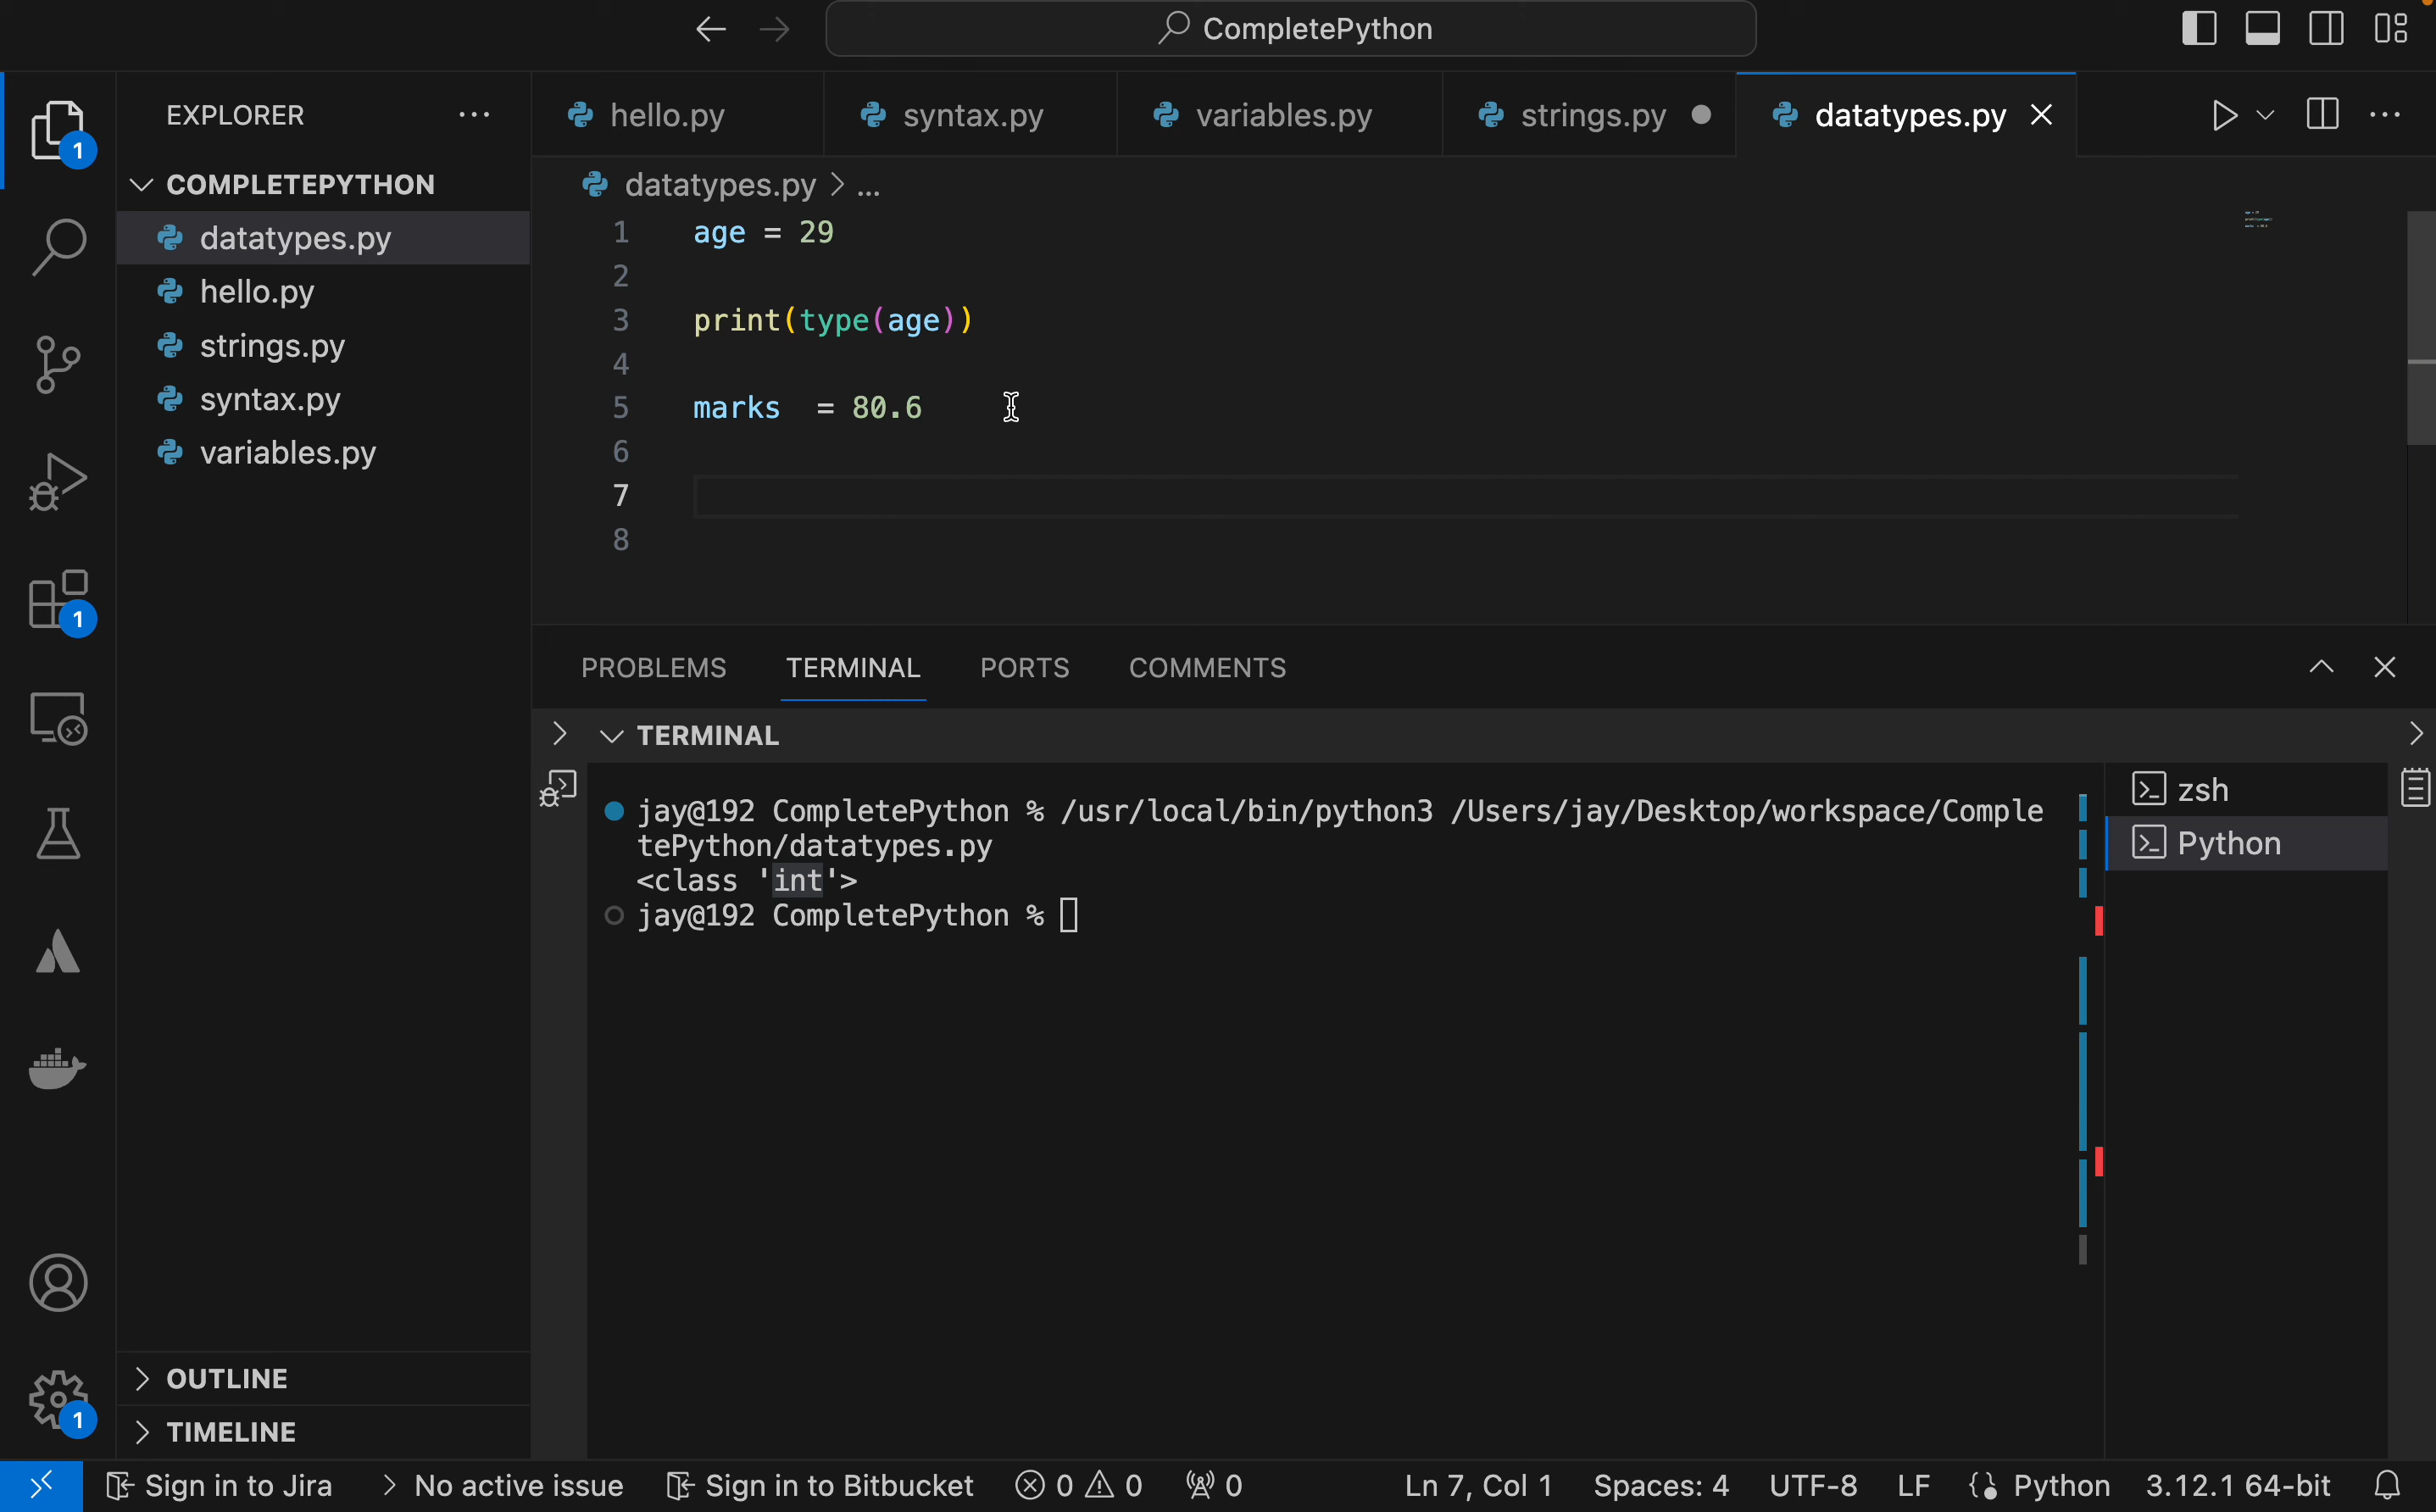 CompletePython
EXPLORER
hello.py
syntax.py
variables.py
strings.py
datatypes.py
1
COMPLETEPYTHON
datatypes.py
hello.py
strings.py
syntax.py
variables.py
datatypes.py > ...
1 age = 29
2
3 print(type(age))
4
5 marks  = 80.6
6
7
8
1
PROBLEMS TERMINAL PORTS COMMENTS
TERMINAL
jay@192 CompletePython % /usr/local/bin/python3 /Users/jay/Desktop/workspace/Comple
tePython/datatypes.py
<class 'int'>
jay@192 CompletePython %
zsh
Python
OUTLINE
1
TIMELINE
Sign in to Jira > No active issue Sign in to Bitbucket 0 0 0 Ln 7, Col 1 Spaces: 4 UTF-8 LF Python 3.12.1 64-bit